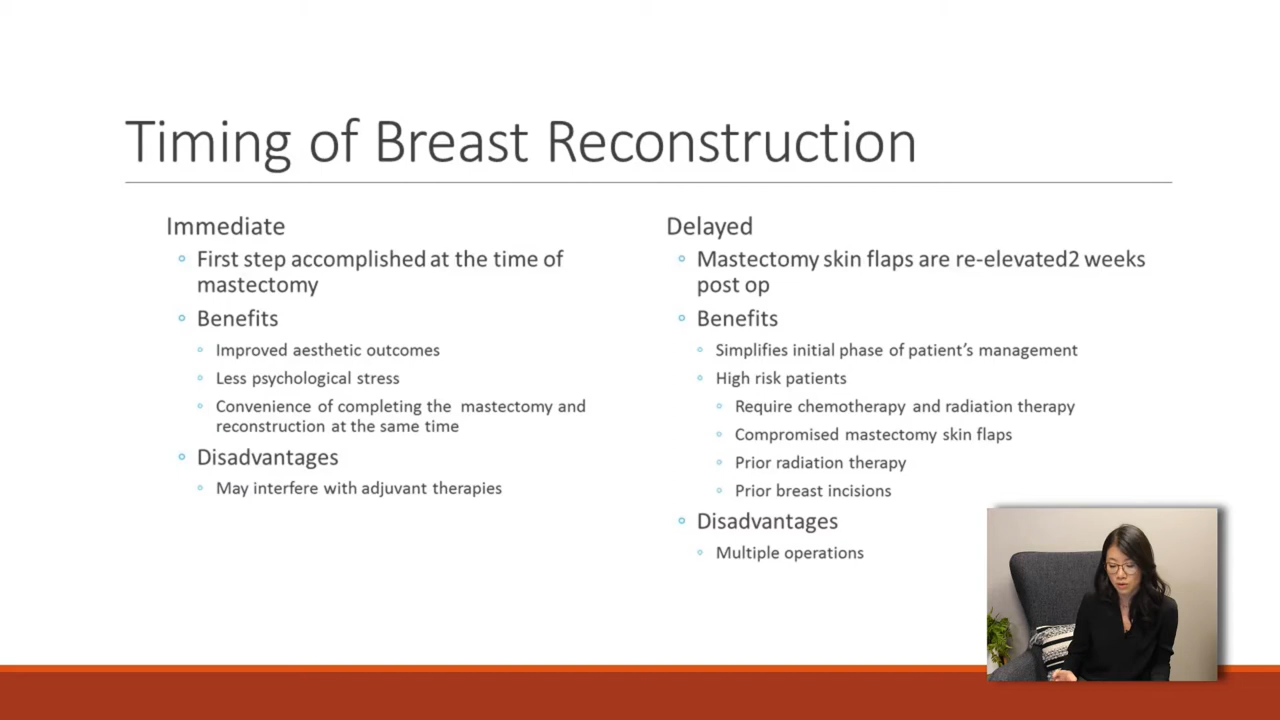 Timing of Breast Reconstruction
Immediate
First step accomplished at the time of
mastectomy
Benefits
Improved aesthetic outcomes
Less psychological stress
Convenience of completing the mastectomy and
reconstruction at the same time
Disadvantages
May interfere with adjuvant therapies
Delayed
Mastectomy skin flaps are re-elevated2 weeks
post op
Benefits
Simplifies initial phase of patient's management
High risk patients
Require chemotherapy and radiation therapy
Compromised mastectomy skin flaps
Prior radiation therapy
Prior breast incisions
Disadvantages
Multiple operations